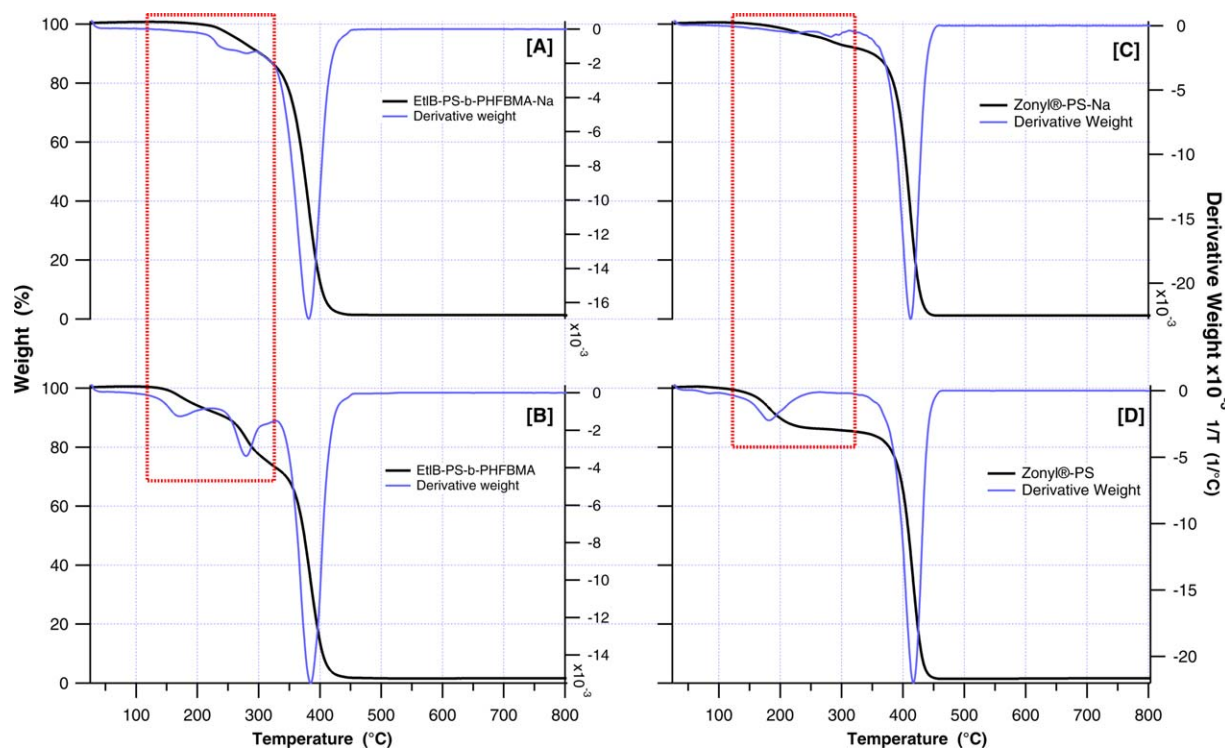 100
80
60
40
20
0
[A]
EtIB-PS-b-PHFBMA-Na
Derivative weight
-0
-2
-4
-6
-8
-10
-12
-14
-16
x10⁻³
[C]
Zonyl®-PS-Na
Derivative Weight
-0
-5
-10
-15
-20
x10⁻³
Weight (%)
100
80
60
40
20
0
[B]
EtIB-PS-b-PHFBMA
Derivative weight
-0
-2
-4
-6
-8
-10
-12
-14
x10⁻³
100 200 300 400 500 600 700 800
Temperature (°C)
[D]
Zonyl®-PS
Derivative Weight
-0
-5
-10
-15
-20
100 200 300 400 500 600 700 800
Temperature (°C)
1/T (1/°C)